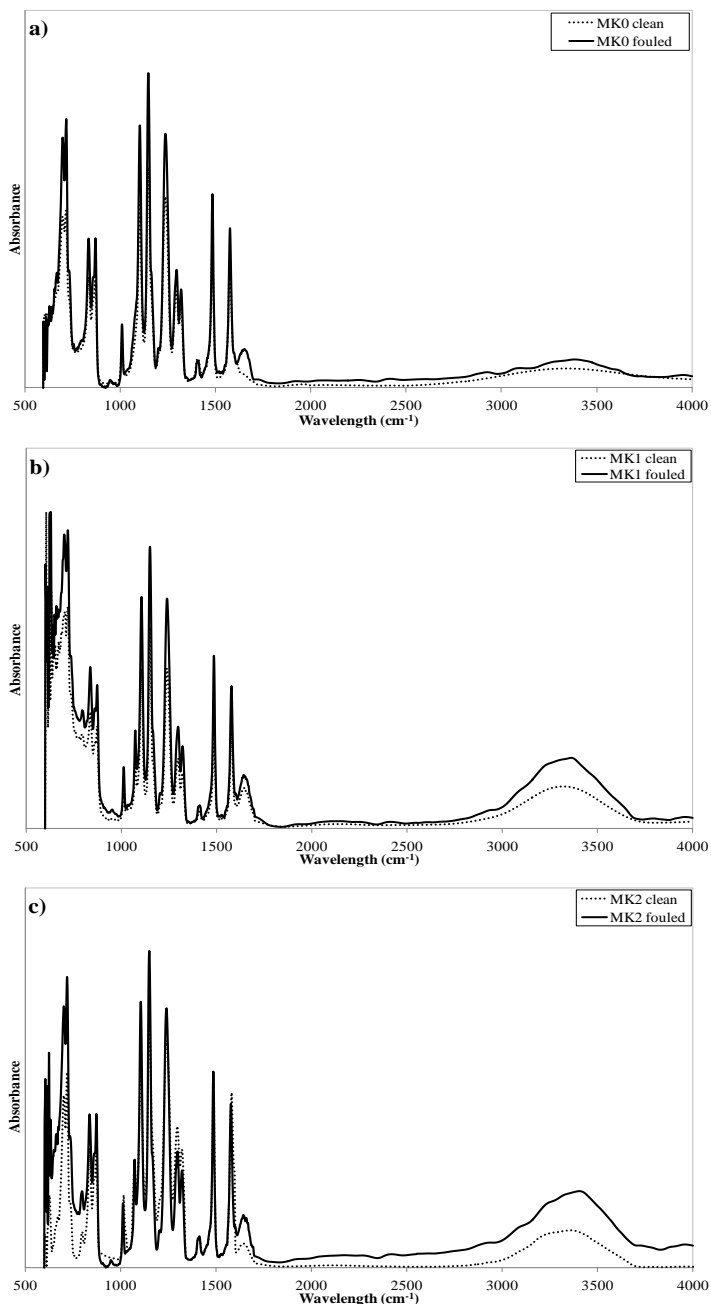 a)
MK0 clean
MK0 fouled
Absorbance
500 1000 1500 2000 2500 3000 3500 4000
Wavelength (cm-1)
b)
MK1 clean
MK1 fouled
Absorbance
500 1000 1500 2000 2500 3000 3500 4000
Wavelength (cm-1)
c)
MK2 clean
MK2 fouled
Absorbance
500 1000 1500 2000 2500 3000 3500 4000
Wavelength (cm-1)